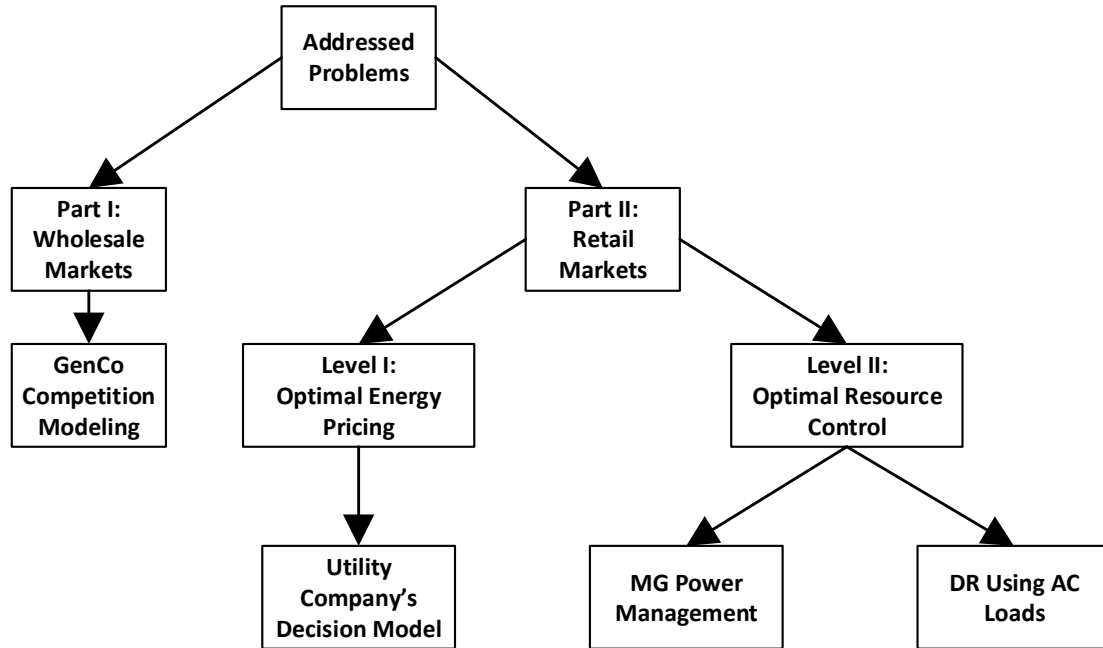 Addressed
Problems
Part I:
Wholesale
Markets
Part II:
Retail
Markets
GenCo
Competition
Modeling
Level I:
Optimal Energy
Pricing
Level II:
Optimal Resource
Control
Utility
Company’s
Decision Model
MG Power
Management
DR Using AC
Loads